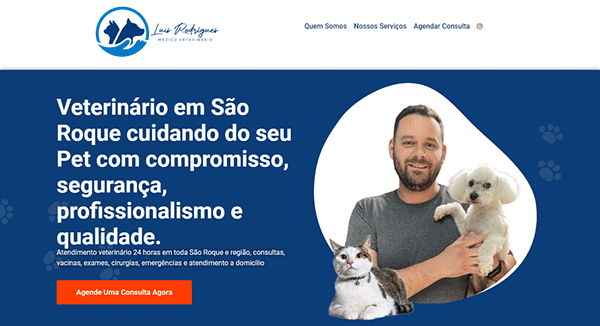 Luis Rodrigues
MÉDICO VETERINÁRIO
Quem Somos Nossos Serviços Agendar Consulta
Veterinário em São
Roque cuidando do seu
Pet com compromisso,
segurança,
profissionalismo e
qualidade.
Atendimento veterinário 24 horas em toda São Roque e região, consultas,
vacinas, exames, cirurgias, emergências e atendimento a domicílio
Agende Uma Consulta Agora